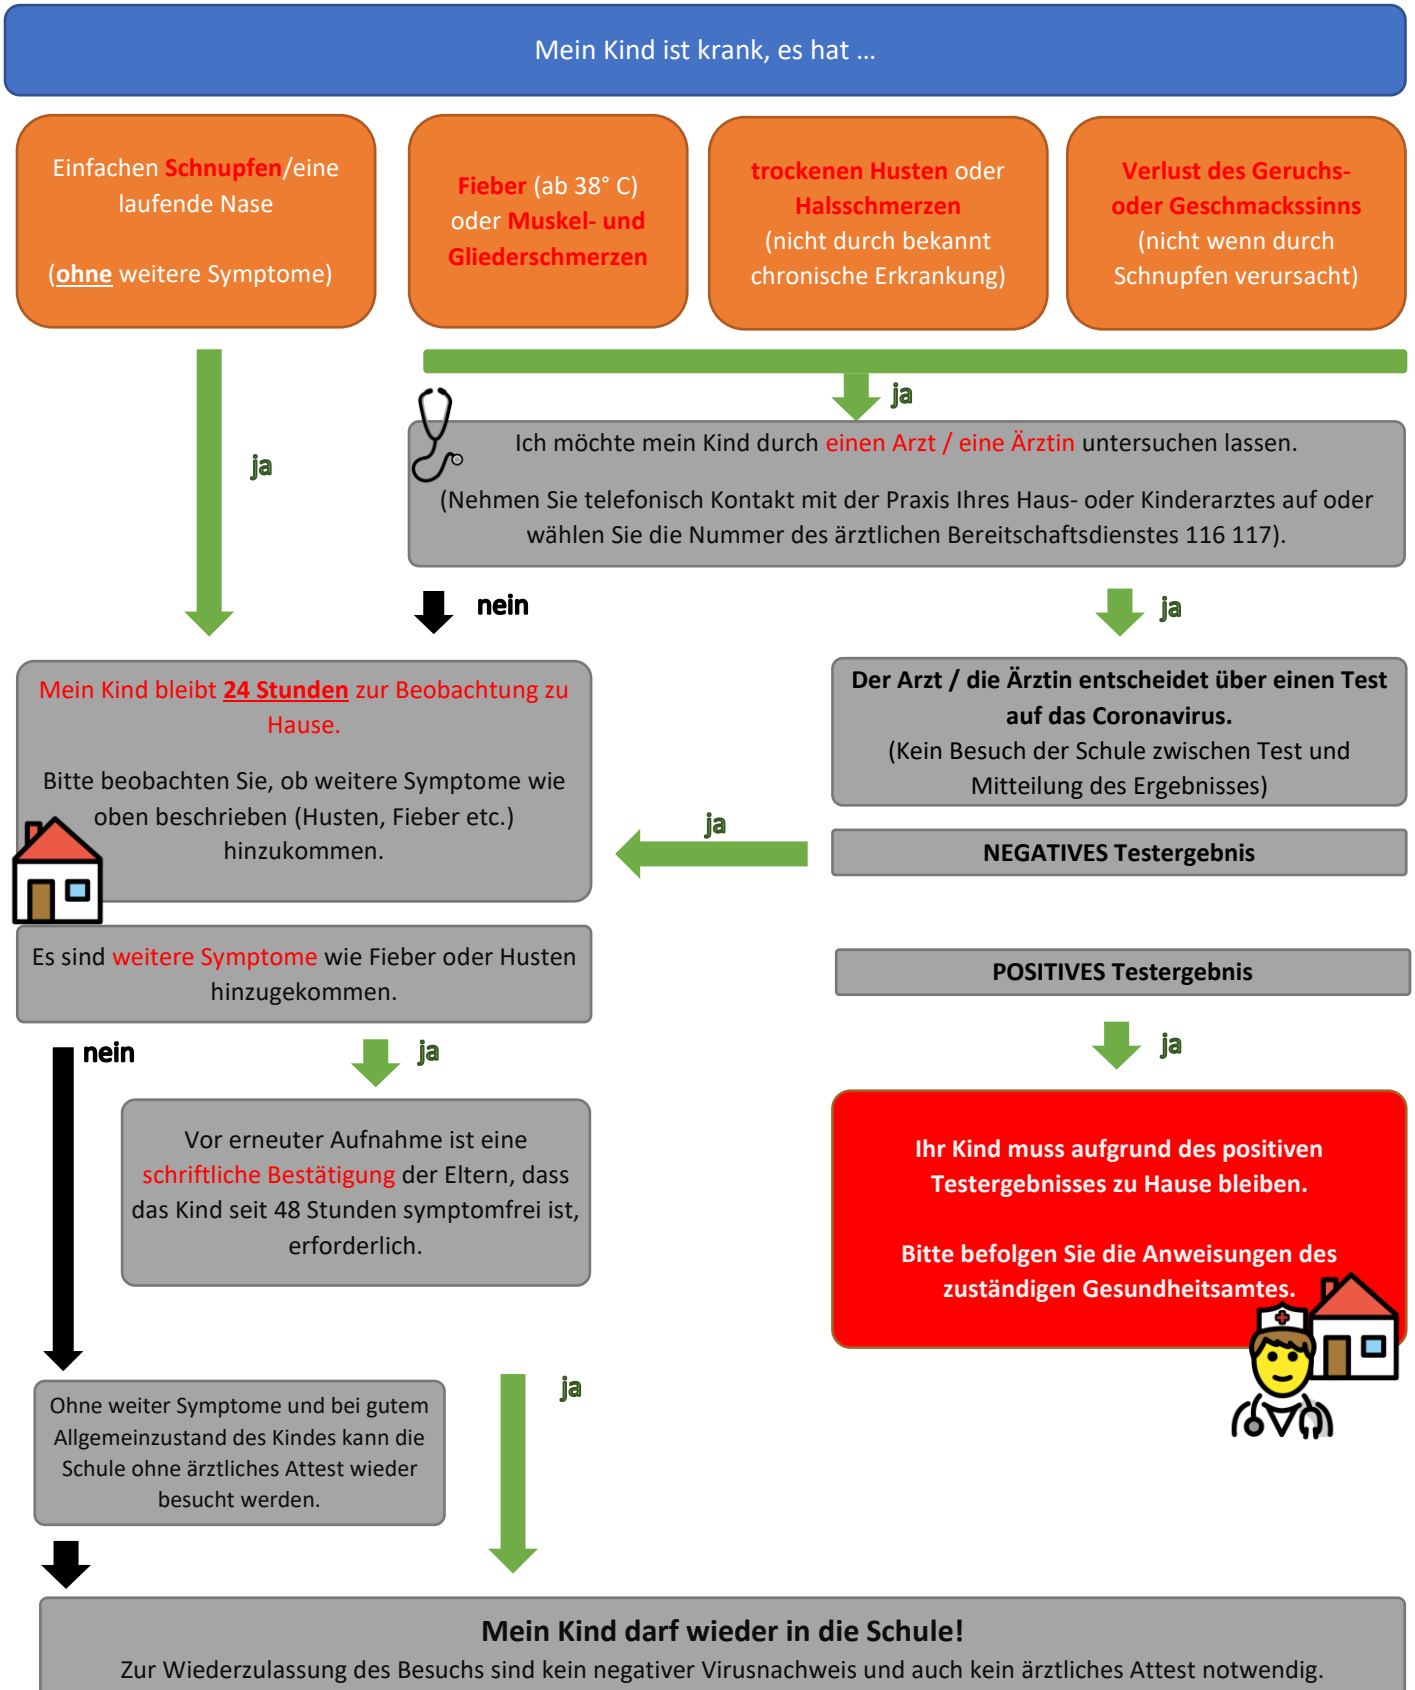 Mein Kind ist krank, es hat …
Einfachen Schnupfen/eine
laufende Nase
(ohne weitere Symptome)
Fieber (ab 38° C)
oder Muskel- und
Gliederschmerzen
trockenen Husten oder
Halsschmerzen
(nicht durch bekannt
chronische Erkrankung)
Verlust des Geruchs-
oder Geschmackssinns
(nicht wenn durch
Schnupfen verursacht)
ja
Ich möchte mein Kind durch einen Arzt / eine Ärztin untersuchen lassen.
(Nehmen Sie telefonisch Kontakt mit der Praxis Ihres Haus- oder Kinderarztes auf oder
wählen Sie die Nummer des ärztlichen Bereitschaftsdienstes 116 117).
ja
nein
ja
Mein Kind bleibt 24 Stunden zur Beobachtung zu
Hause.
Bitte beobachten Sie, ob weitere Symptome wie
oben beschrieben (Husten, Fieber etc.)
hinzukommen.
Der Arzt / die Ärztin entscheidet über einen Test
auf das Coronavirus.
(Kein Besuch der Schule zwischen Test und
Mitteilung des Ergebnisses)
ja
NEGATIVES Testergebnis
Es sind weitere Symptome wie Fieber oder Husten
hinzugekommen.
POSITIVES Testergebnis
nein
ja
ja
Vor erneuter Aufnahme ist eine
schriftliche Bestätigung der Eltern, dass
das Kind seit 48 Stunden symptomfrei ist,
erforderlich.
Ihr Kind muss aufgrund des positiven
Testergebnisses zu Hause bleiben.
Bitte befolgen Sie die Anweisungen des
zuständigen Gesundheitsamtes.
Ohne weiter Symptome und bei gutem
Allgemeinzustand des Kindes kann die
Schule ohne ärztliches Attest wieder
besucht werden.
ja
Mein Kind darf wieder in die Schule!
Zur Wiederzulassung des Besuchs sind kein negativer Virusnachweis und auch kein ärztliches Attest notwendig.